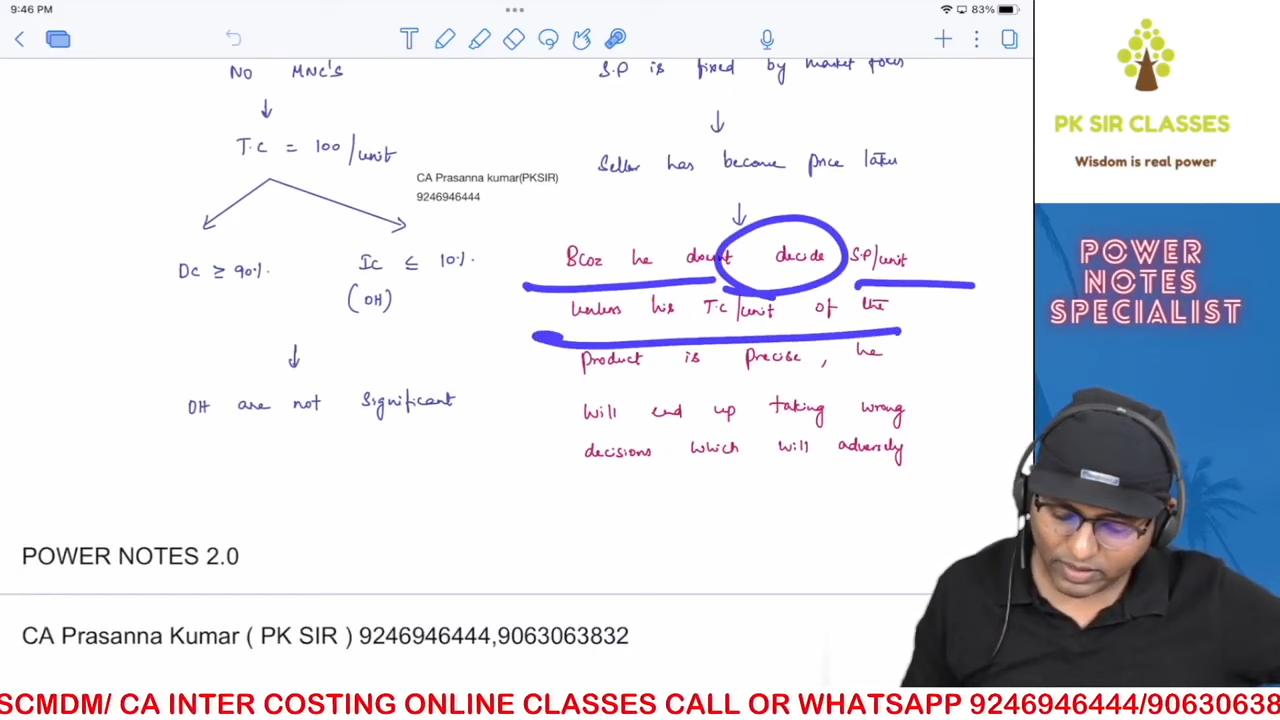 9:46 PM
83%
NO MNC'S
T.C = 100/unit
DC ≥ 90%.
IC ≤ 10%.
(OH)
OH are not significant
S.P is fixed by market
Seller has become price
CA Prasanna kumar(PKSIR)
9246946444
Bcoz he decide S.P/unit
Unless his T.C/unit of the
product is precise, he
Will end up taking wrong
decisions which will adversely
POWER NOTES 2.0
CA Prasanna Kumar ( PK SIR ) 9246946444,9063063832
PK SIR CLASSES
Wisdom is real power
POWER
NOTES
SPECIALIST
SCMDM/ CA INTER COSTING ONLINE CLASSES CALL OR WHATSAPP 9246946444/90630638